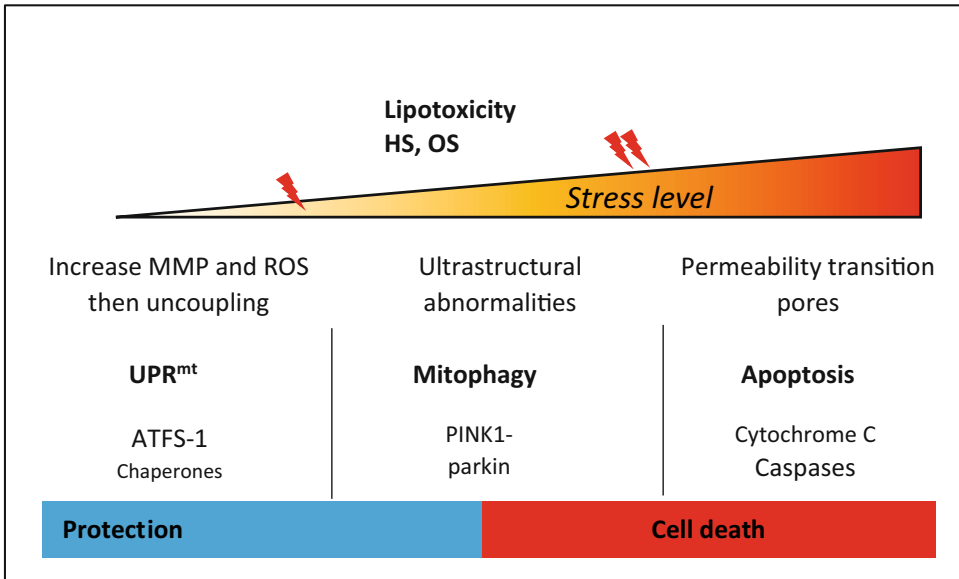 Lipotoxicity
HS, OS
Stress level
Increase MMP and ROS
then uncoupling
Ultrastructural
abnormalities
Permeability transition
pores
UPRᵐᵗ
Mitophagy
Apoptosis
ATFS-1
Chaperones
PINK1-
parkin
Cytochrome C
Caspases
Protection
Cell death